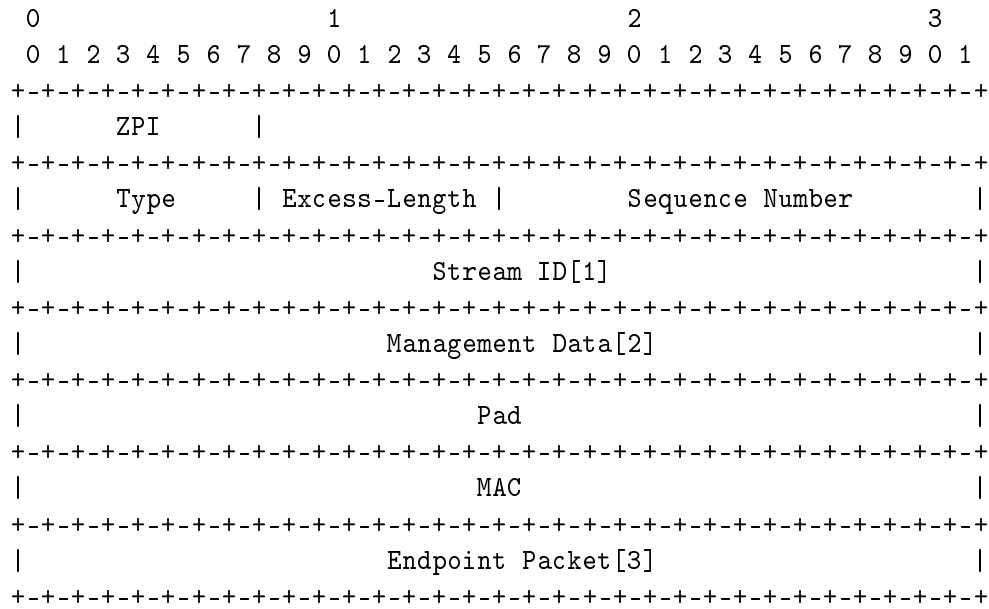 0                   1                   2                   3
 0 1 2 3 4 5 6 7 8 9 0 1 2 3 4 5 6 7 8 9 0 1 2 3 4 5 6 7 8 9 0 1
+-+-+-+-+-+-+-+-+-+-+-+-+-+-+-+-+-+-+-+-+-+-+-+-+-+-+-+-+-+-+-+-+
|      ZPI      |
+-+-+-+-+-+-+-+-+-+-+-+-+-+-+-+-+-+-+-+-+-+-+-+-+-+-+-+-+-+-+-+-+
|      Type     | Excess-Length |        Sequence Number        |
+-+-+-+-+-+-+-+-+-+-+-+-+-+-+-+-+-+-+-+-+-+-+-+-+-+-+-+-+-+-+-+-+
|                           Stream ID[1]                        |
+-+-+-+-+-+-+-+-+-+-+-+-+-+-+-+-+-+-+-+-+-+-+-+-+-+-+-+-+-+-+-+-+
|                        Management Data[2]                     |
+-+-+-+-+-+-+-+-+-+-+-+-+-+-+-+-+-+-+-+-+-+-+-+-+-+-+-+-+-+-+-+-+
|                              Pad                              |
+-+-+-+-+-+-+-+-+-+-+-+-+-+-+-+-+-+-+-+-+-+-+-+-+-+-+-+-+-+-+-+-+
|                              MAC                              |
+-+-+-+-+-+-+-+-+-+-+-+-+-+-+-+-+-+-+-+-+-+-+-+-+-+-+-+-+-+-+-+-+
|                        Endpoint Packet[3]                     |
+-+-+-+-+-+-+-+-+-+-+-+-+-+-+-+-+-+-+-+-+-+-+-+-+-+-+-+-+-+-+-+-+